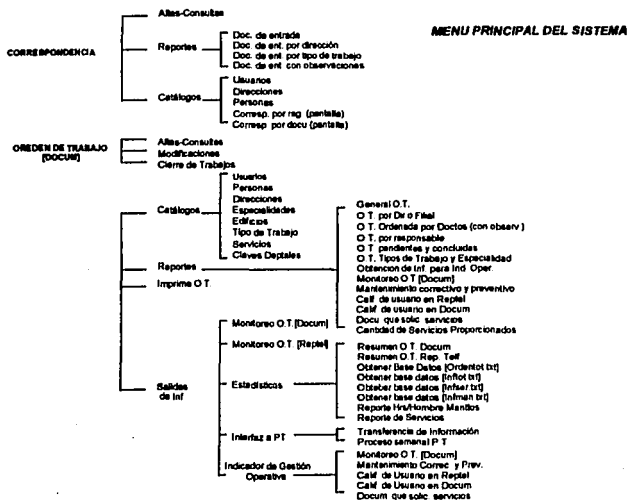 MENU PRINCIPAL DEL SISTEMA
CORRESPONDENCIA
Altas-Consultas
Reportes
Doc. de entrada
Doc. de ent. por dirección
Doc. de ent. por tipo de trabajo
Doc. de ent. con observaciones
Catálogos
Usuarios
Direcciones
Personas
Corresp. por reg. (pantalla)
Corresp. por docu (pantalla)
OREDEN DE TRABAJO
[DOCUM]
Altas-Consultas
Modificaciones
Cierre de Trabajos
Catálogos
Usuarios
Personas
Direcciones
Especialidades
Edificios
Tipo de Trabajo
Servicios
Claves Deptales
Reportes
General O.T.
O T. por Dir o Filial
O T. Ordenada por Doctos (con observ)
O T. por responsable
O T. pendientes y concluidas
O.T. Tipos de Trabajo y Especialidad
Obtencion de Inf. para Ind. Oper.
Monitoreo O T [Docum]
Mantenimiento correctivo y preventivo
Calif de usuario en Reptel
Calif de usuario en Docum
Docu que solic servicios
Cantidad de Servicios Proporcionados
Imprime O T.
Salidas
de Inf
Monitoreo O.T.[Docum]
Monitoreo O.T. [Reptel]
Estadísticos
Resumen O T. Docum
Resumen O.T. Rep. Telf
Obtener Base Datos [Ordentot txt]
Obtener base datos [Inflot txt]
Obteber base datos [Infser txt]
Obtener base datos [Infman txt]
Reporte Hrs/Hombre Manttos
Reporte de Servicios
Interfaz a PT
Transferencia de Información
Proceso semanal P T
Indicador de Gestión
Operativa
Monitoreo O T. [Docum]
Mantenimiento Correc y Prev.
Calif. de Usuario en Reptel
Calif. de Usuario en Docum
Docum que solic. servicios